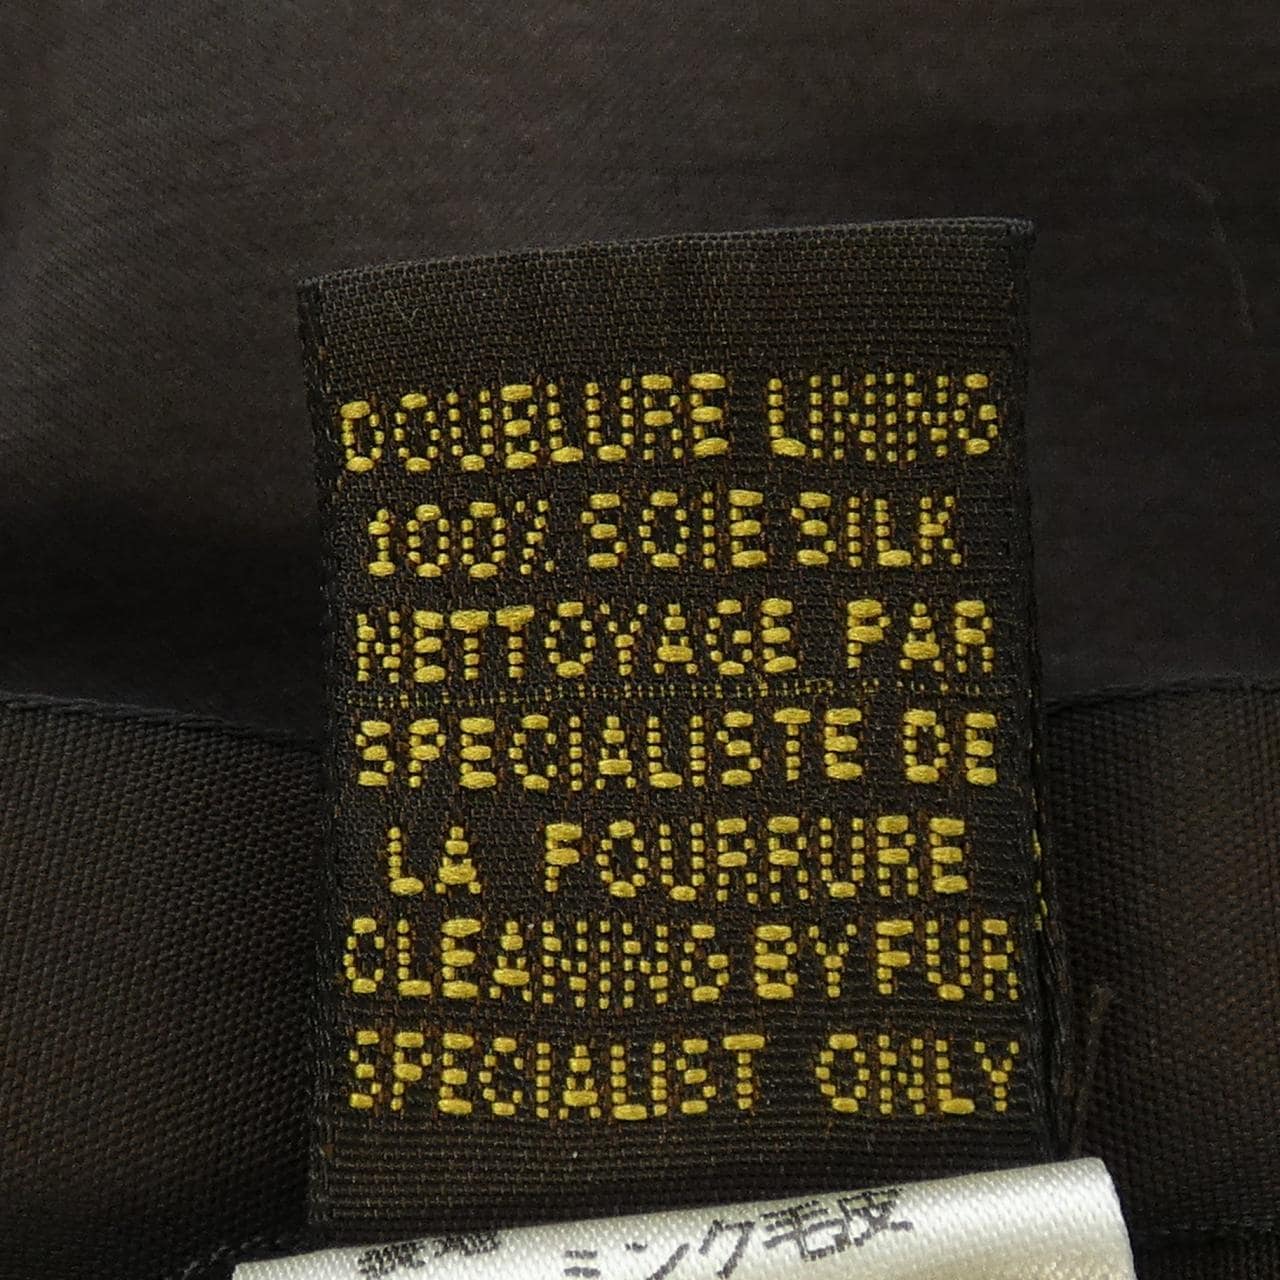 DOUBLURE LINING
100% SOIE SILK
NETTOYAGE PAR
SPECIALISTE DE
LA FOURRURE
CLEANING BY FUR
SPECIALIST ONLY
ミンク毛皮